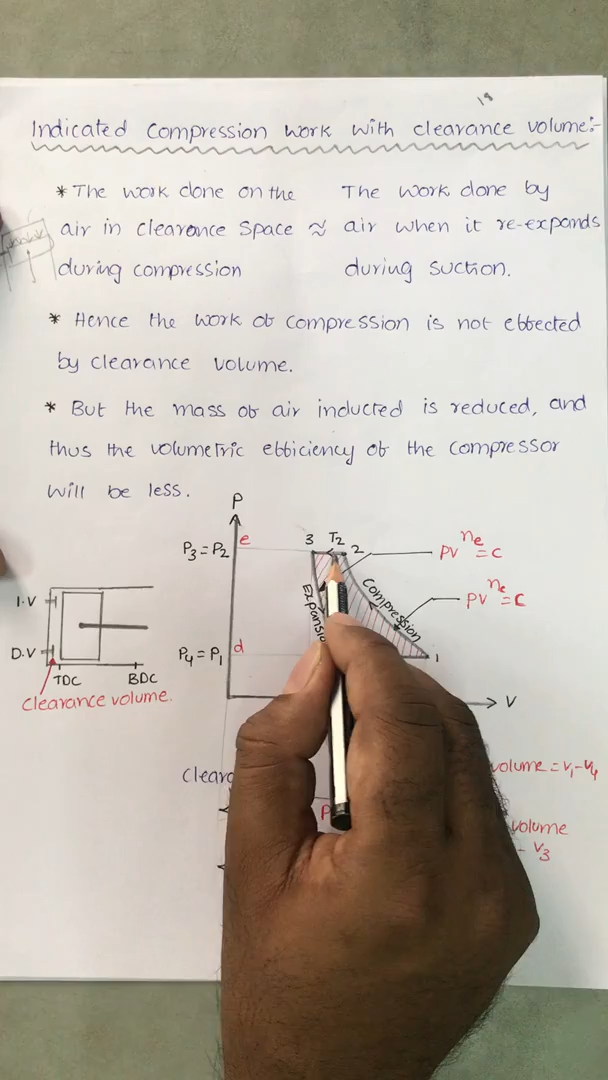 19
Indicated Compression work with clearance volume:-
* The work done on the
air in clearance space ≈
during compression
The work done by
air when it re-expands
during suction.
* Hence the work of compression is not effected
by clearance volume.
* But the mass of air inducted is reduced, and
thus the volumetric efficiency of the compressor
will be less.
P
P3 = P2
e
3
T2
2
PV^ne = C
PV^nc = C
Compression
I.V
D.V
TDC
BDC
Clearance volume.
P4 = P1
d
1
V
volume = V1-V4
P
volume
- V3